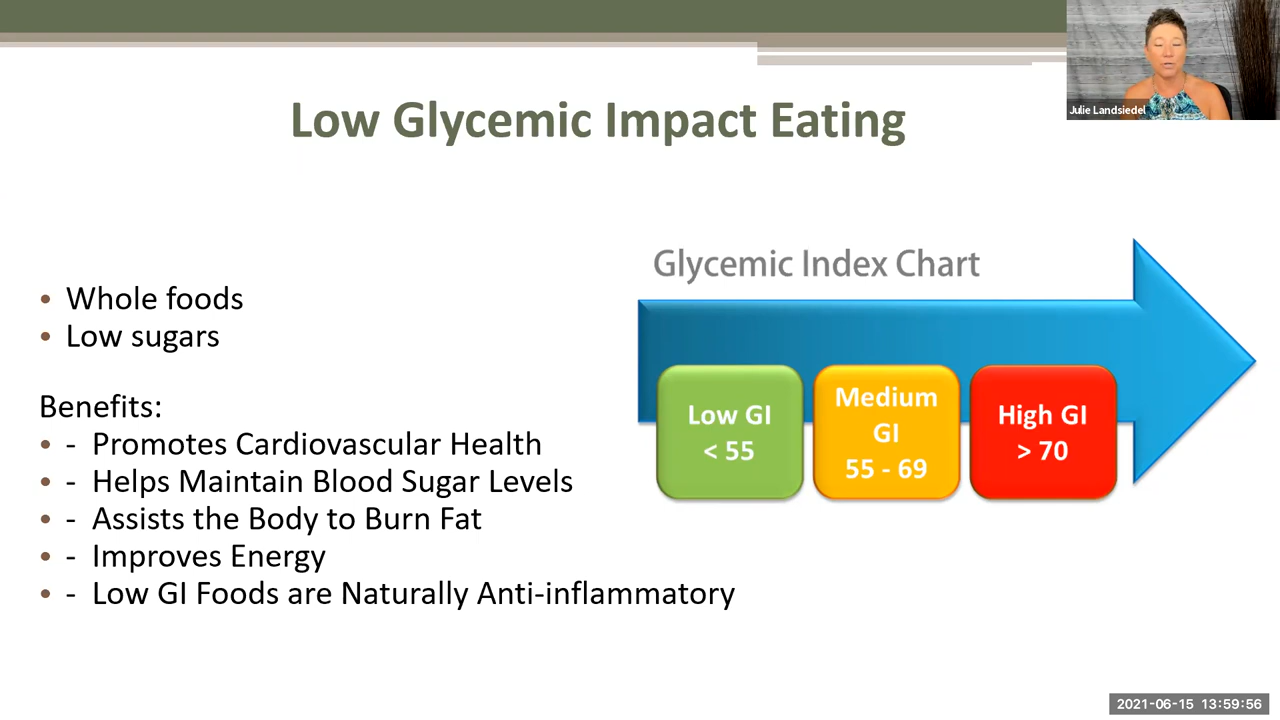 Julie Landsiedel
Low Glycemic Impact Eating
• Whole foods
• Low sugars
Benefits:
• - Promotes Cardiovascular Health
• - Helps Maintain Blood Sugar Levels
• - Assists the Body to Burn Fat
• - Improves Energy
• - Low GI Foods are Naturally Anti-inflammatory
Glycemic Index Chart
Low GI
< 55
Medium
GI
55 - 69
High GI
> 70
2021-06-15 13:59:56